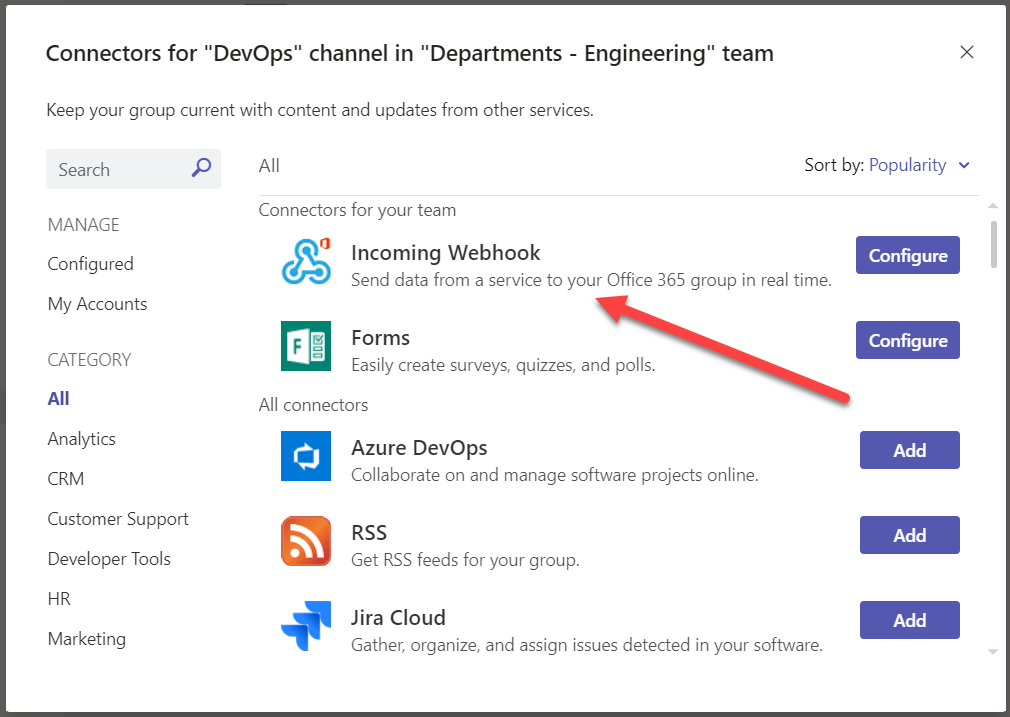 Connectors for "DevOps" channel in "Departments - Engineering" team
Keep your group current with content and updates from other services.
Search
MANAGE
Configured
My Accounts
CATEGORY
All
Analytics
CRM
Customer Support
Developer Tools
HR
Marketing
All
Sort by: Popularity
Connectors for your team
Incoming Webhook
Send data from a service to your Office 365 group in real time.
Configure
F
Forms
Easily create surveys, quizzes, and polls.
Configure
All connectors
Azure DevOps
Collaborate on and manage software projects online.
Add
RSS
Get RSS feeds for your group.
Add
Jira Cloud
Gather, organize, and assign issues detected in your software.
Add